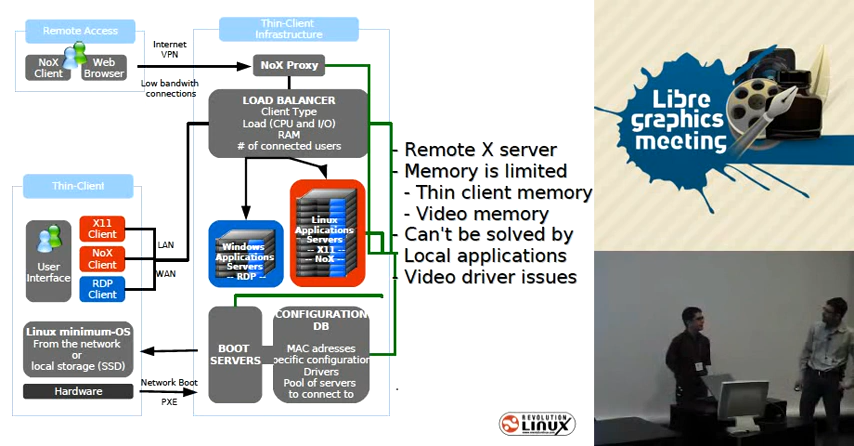 Remote Access
NoX
Client
Web
Browser
Internet
VPN
Low bandwith
connections
Thin-Client
Infrastructure
NoX Proxy
LOAD BALANCER
Client Type
Load (CPU and I/O)
RAM
# of connected users
Thin-Client
User
Interface
X11
Client
NoX
Client
RDP
Client
LAN
WAN
Windows
Applications
Servers
-- RDP --
Linux
Applications
Servers
-- X11 --
-- NoX --
Linux minimum-OS
From the network
or
local storage (SSD)
Hardware
Network Boot
PXE
BOOT
SERVERS
CONFIGURATION
DB
MAC adresses
pecific configuration
Drivers
Pool of servers
to connect to
- Remote X server
- Memory is limited
- Thin client memory
- Video memory
- Can't be solved by
Local applications
- Video driver issues
REVOLUTION
LINUX
Libre
graphics
meeting